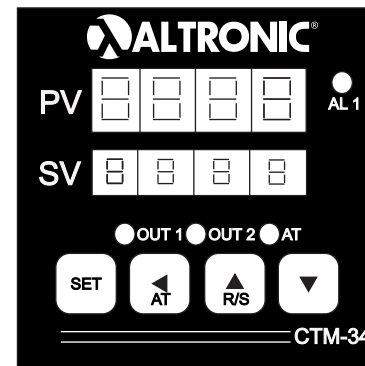 ALTRONIC®
PV
AL 1
SV
OUT 1 OUT 2 AT
SET AT R/S
CTM-34